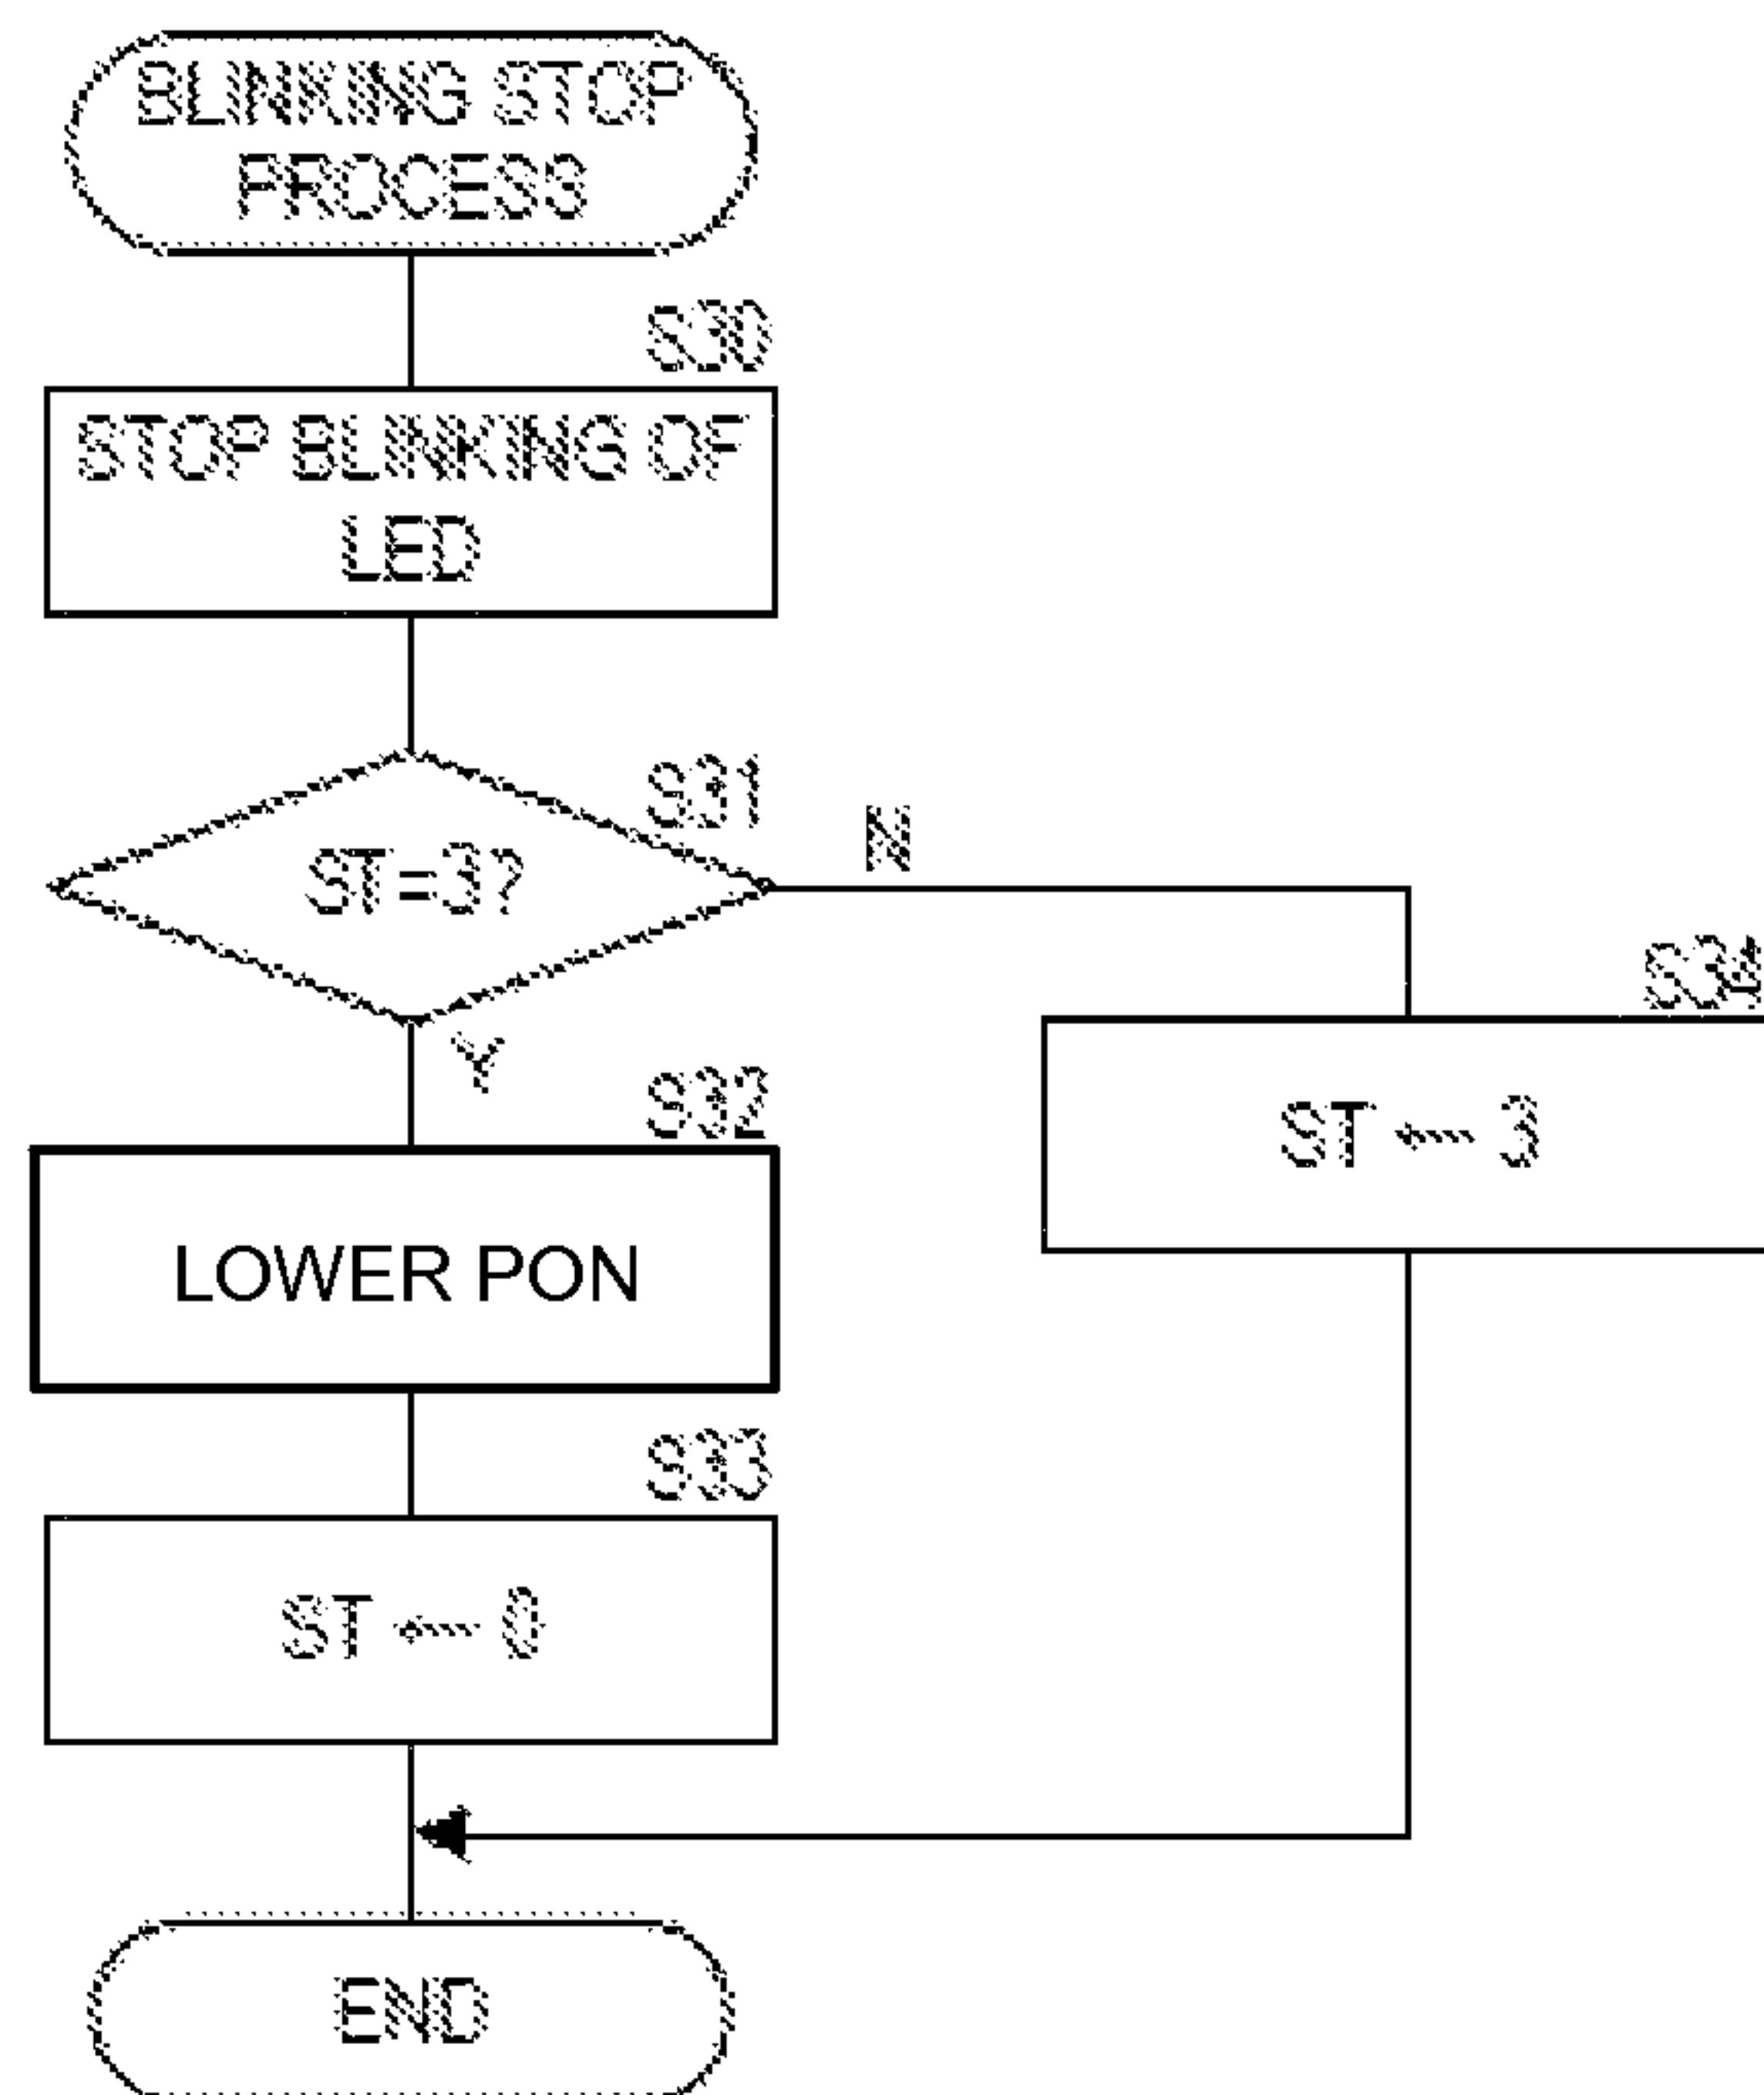 BLINKING STOP
PROCESS
S30
STOP BLINKING OF
LED
S31
ST=3?
N
Y
S34
ST ← 3
S32
LOWER PON
S33
ST ← 0
END